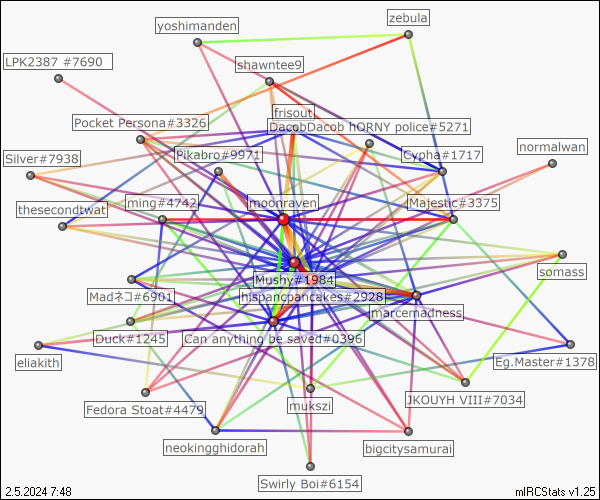 yoshimanden
zebula
LPK2387 #7690
shawntee9
frisout
Pocket Persona#3326
DacobDacob hORNY police#5271
normalwan
Silver#7938
Pikabro#9971
Cypha#1717
thesecondtwat
ming#4742
moonraven
Majestic#3375
Mushy#1984
somass
Madネコ#6901
hispancpancakes#2928
marcemadness
Duck#1245
Can anything be saved#0396
eliakith
Eg.Master#1378
Fedora Stoat#4479
mukszi
JKOUYH VIII#7034
neokingghidorah
bigcitysamurai
Swirly Boi#6154
2.5.2024 7:48
mIRCStats v1.25